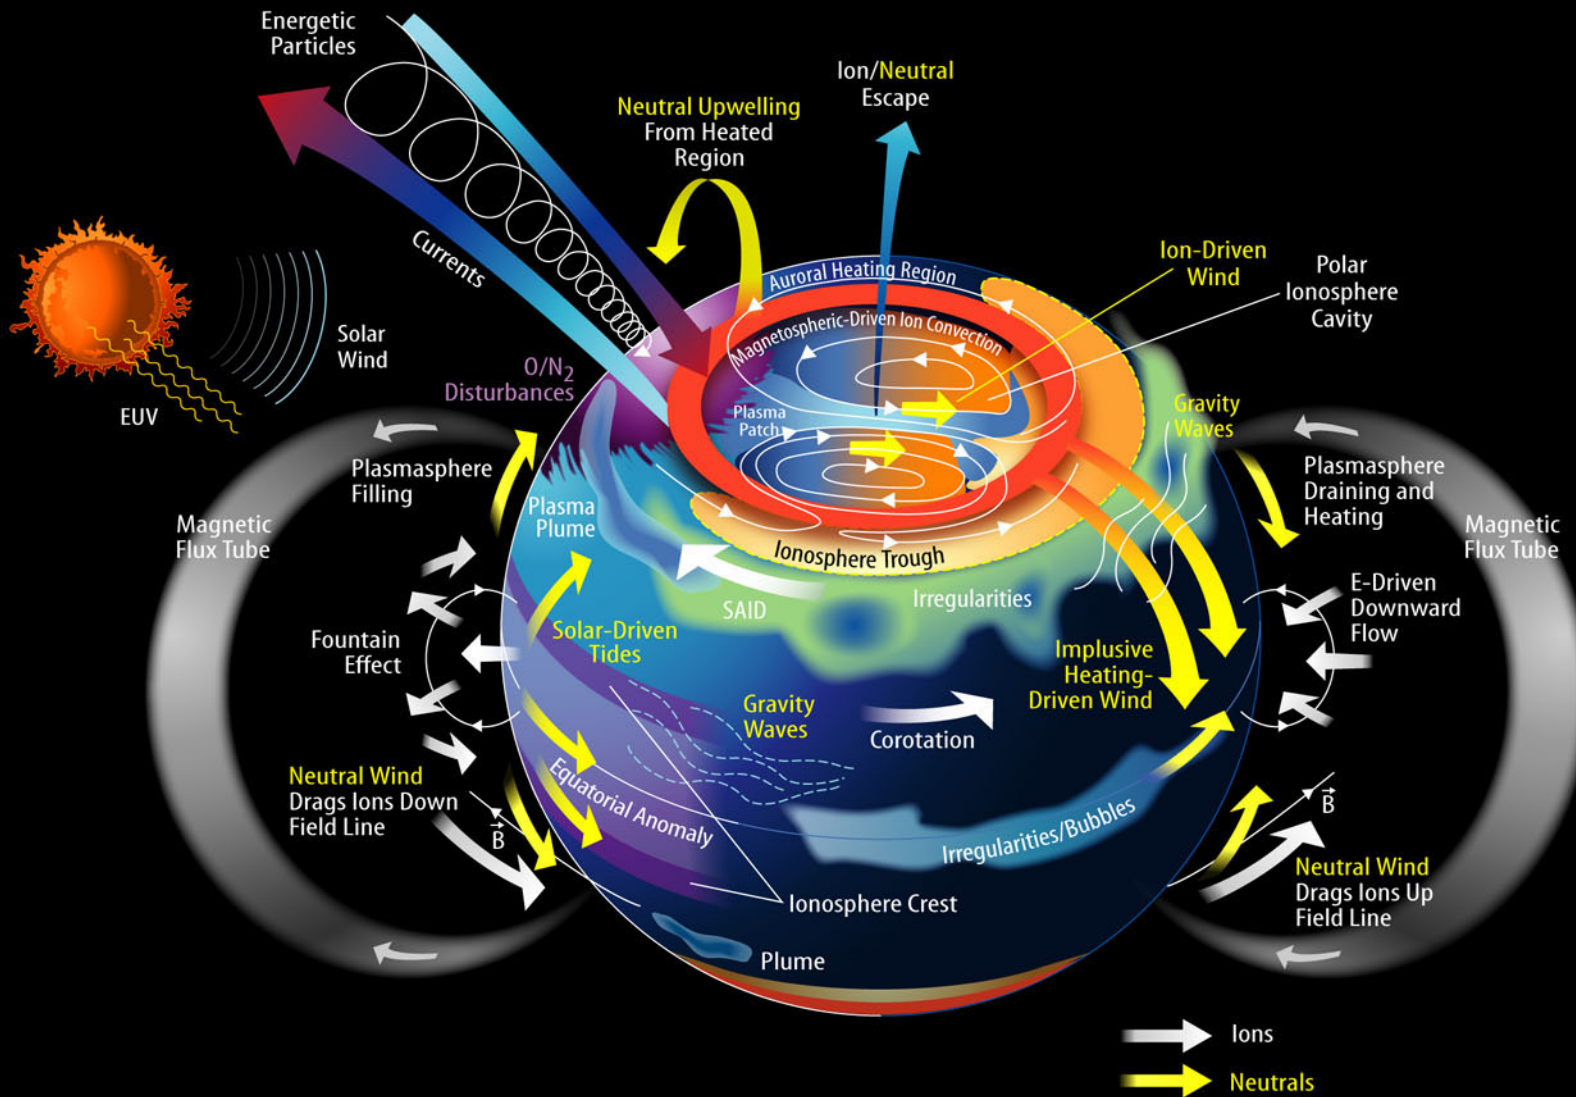 Energetic
Particles
Ion/Neutral
Escape
Neutral Upwelling
From Heated
Region
Currents
Solar
Wind
EUV
Auroral Heating Region
Ion-Driven
Wind
Polar
Ionosphere
Cavity
Magnetospheric-Driven Ion Convection
O/N2
Disturbances
Plasma
Patch
Gravity
Waves
Plasmasphere
Filling
Plasmasphere
Draining and
Heating
Magnetic
Flux Tube
Magnetic
Flux Tube
Plasma
Plume
Ionosphere Trough
SAID
Irregularities
E-Driven
Downward
Flow
Fountain
Effect
Solar-Driven
Tides
Implusive
Heating-
Driven Wind
Gravity
Waves
Corotation
Neutral Wind
Drags Ions Down
Field Line
B
Equatorial Anomaly
Irregularities/Bubbles
B
Neutral Wind
Drags Ions Up
Field Line
Ionosphere Crest
Plume
Ions
Neutrals